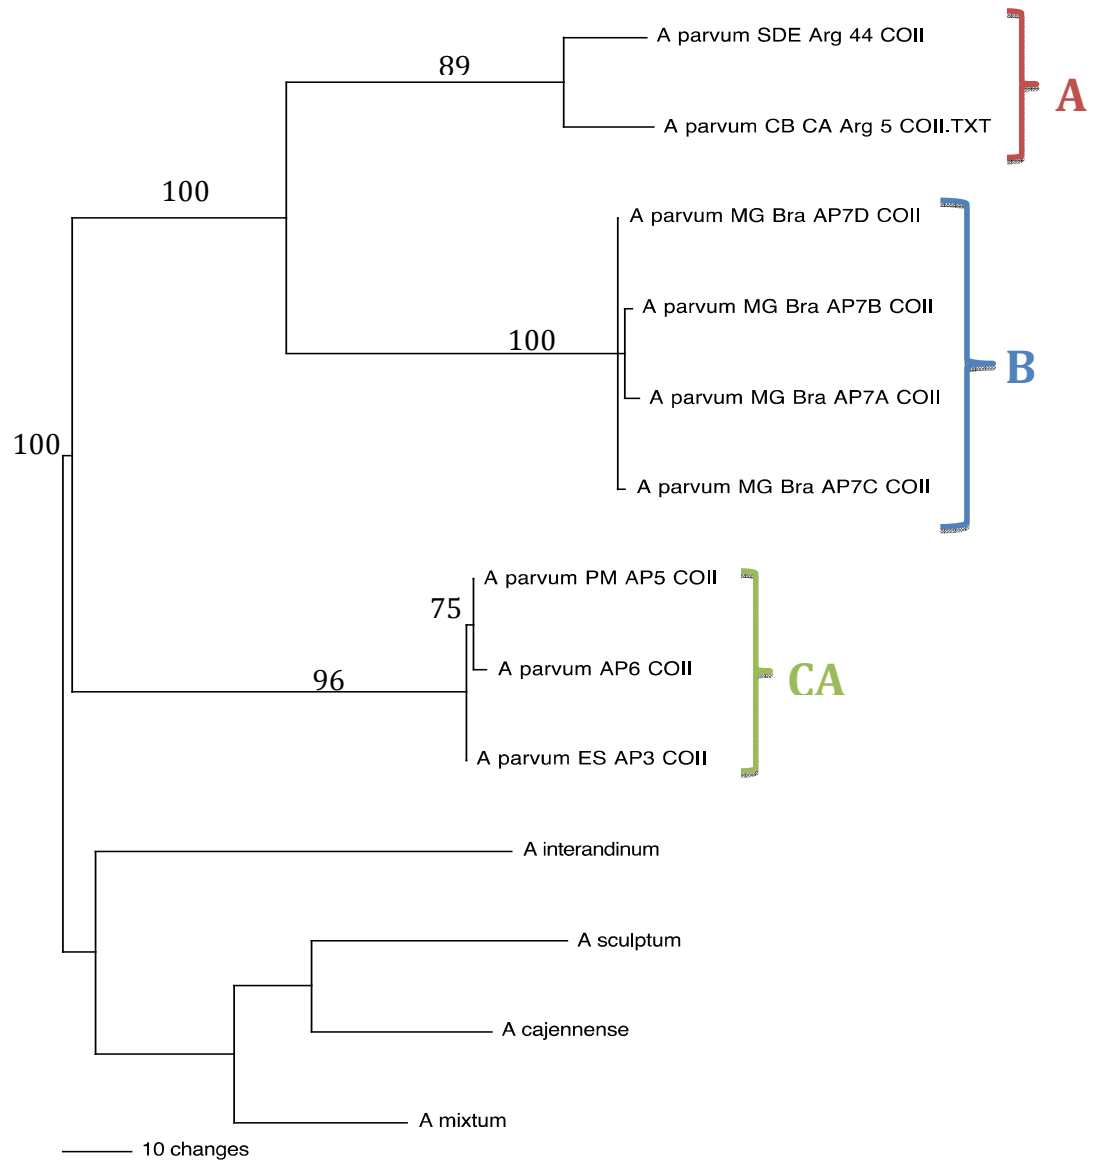 A parvum SDE Arg 44 COII
89
A
A parvum CB CA Arg 5 COII.TXT
100
A parvum MG Bra AP7D COII
A parvum MG Bra AP7B COII
100
B
A parvum MG Bra AP7A COII
100
A parvum MG Bra AP7C COII
A parvum PM AP5 COII
75
A parvum AP6 COII
96
CA
A parvum ES AP3 COII
A interandinum
A sculptum
A cajennense
A mixtum
10 changes